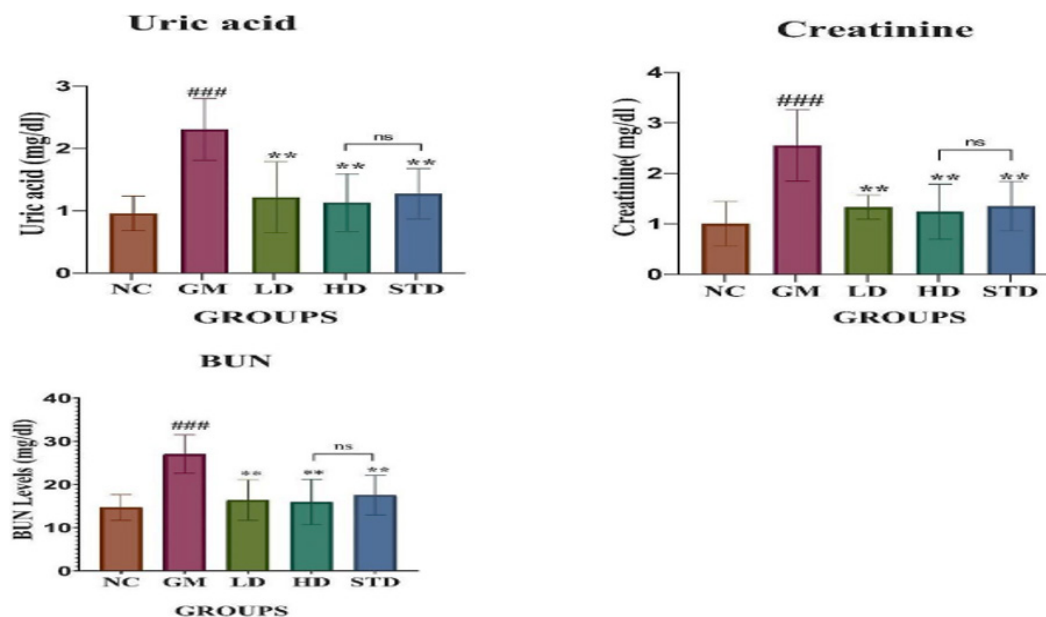 Uric acid
Uric acid (mg/dl)
3
2
1
0
###
**
**
**
ns
NC GM LD HD STD
GROUPS
Creatinine
Creatinine( mg/dl )
4
3
2
1
0
###
**
**
**
ns
NC GM LD HD STD
GROUPS
BUN
BUN Levels (mg/dl)
40
30
20
10
0
###
**
**
**
ns
NC GM LD HD STD
GROUPS